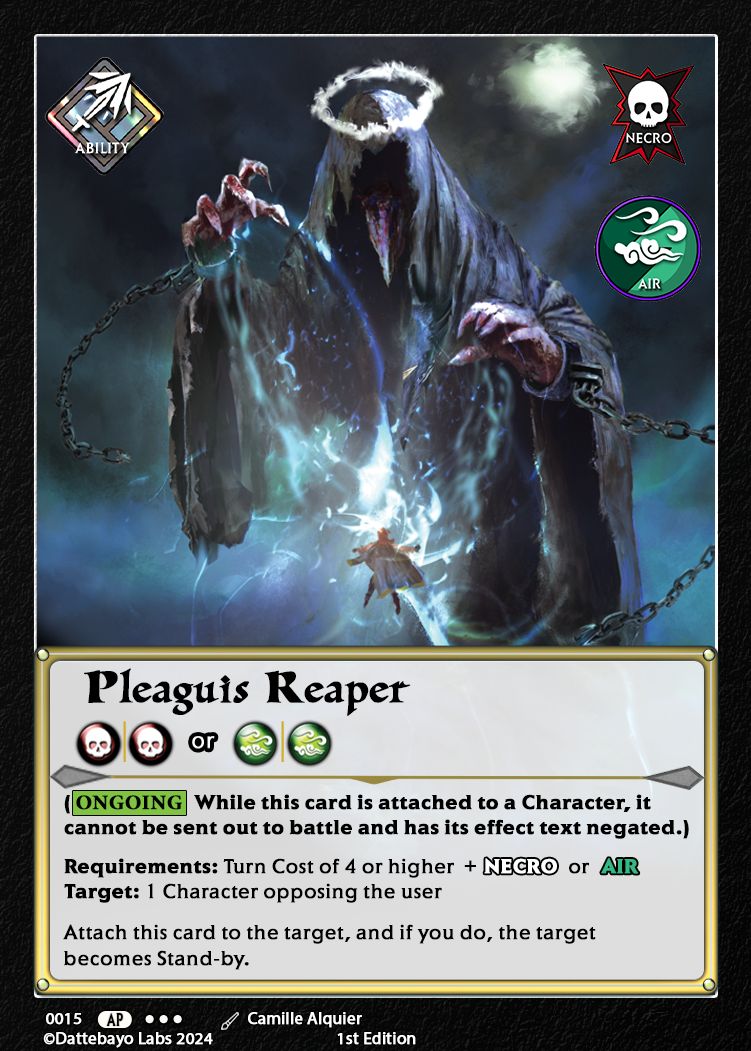 ABILITY
NECRO
AIR
Pleaguis Reaper
or
(ONGOING While this card is attached to a Character, it
cannot be sent out to battle and has its effect text negated.)
Requirements: Turn Cost of 4 or higher + NECRO or AIR
Target: 1 Character opposing the user
Attach this card to the target, and if you do, the target
becomes Stand-by.
0015 AP ••• Camille Alquier
©Dattebayo Labs 2024 1st Edition